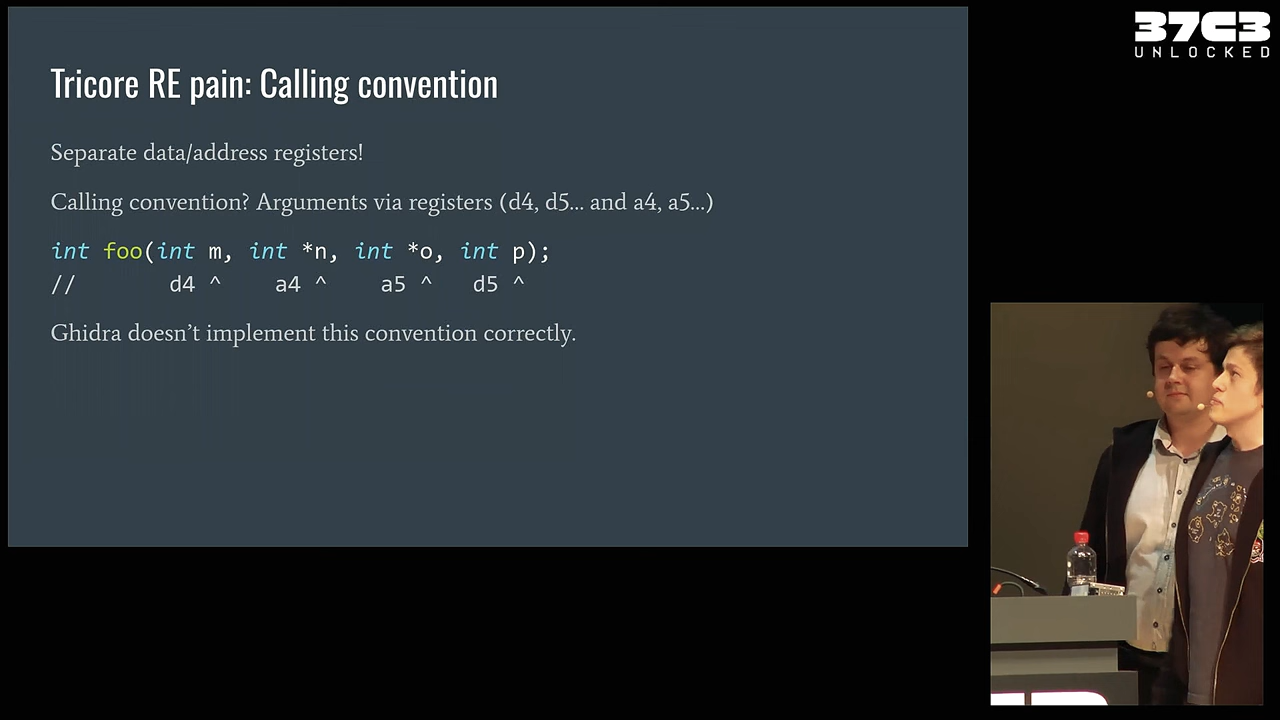 37C3
UNLOCKED
Tricore RE pain: Calling convention
Separate data/address registers!
Calling convention? Arguments via registers (d4, d5... and a4, a5...)
int foo(int m, int *n, int *o, int p);
//       d4 ^    a4 ^    a5 ^   d5 ^
Ghidra doesn’t implement this convention correctly.